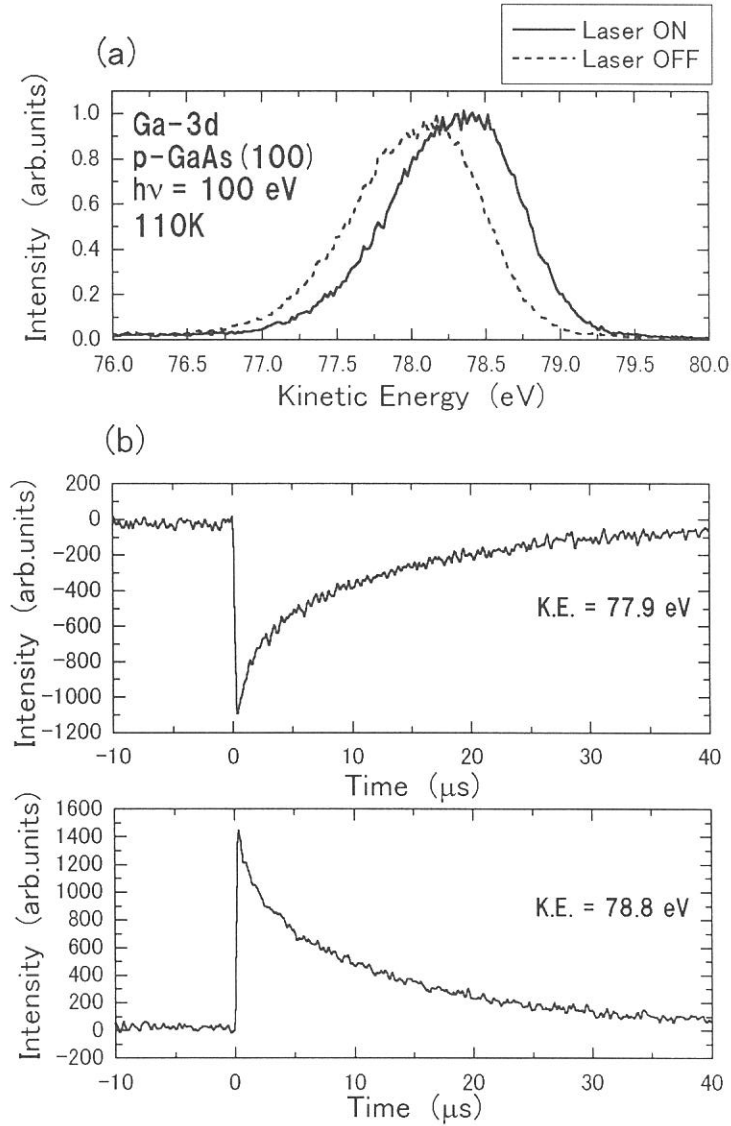 Laser ON
Laser OFF
(a)
Ga-3d
p-GaAs(100)
hν = 100 eV
110K
Intensity (arb.units)
1.0
0.8
0.6
0.4
0.2
0.0
76.0 76.5 77.0 77.5 78.0 78.5 79.0 79.5 80.0
Kinetic Energy (eV)
(b)
Intensity (arb.units)
200
0
-200
-400
-600
-800
-1000
-1200
K.E. = 77.9 eV
-10 0 10 20 30 40
Time (μs)
Intensity (arb.units)
1600
1400
1200
1000
800
600
400
200
0
-200
K.E. = 78.8 eV
-10 0 10 20 30 40
Time (μs)